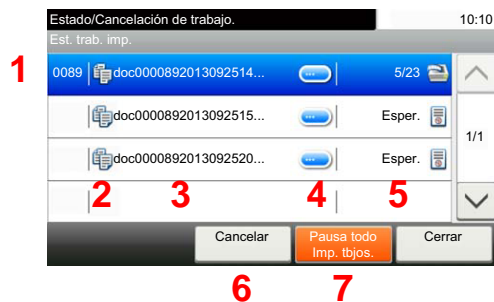 Estado/Cancelación de trabajo. 10:10
Est. trab. imp.
1 0089 doc0000892013092514... 5/23
doc0000892013092515... Esper.
1/1
doc0000892013092520... Esper.
2 3 4 5
Cancelar Pausa todo Imp. tbjos. Cerrar
6 7